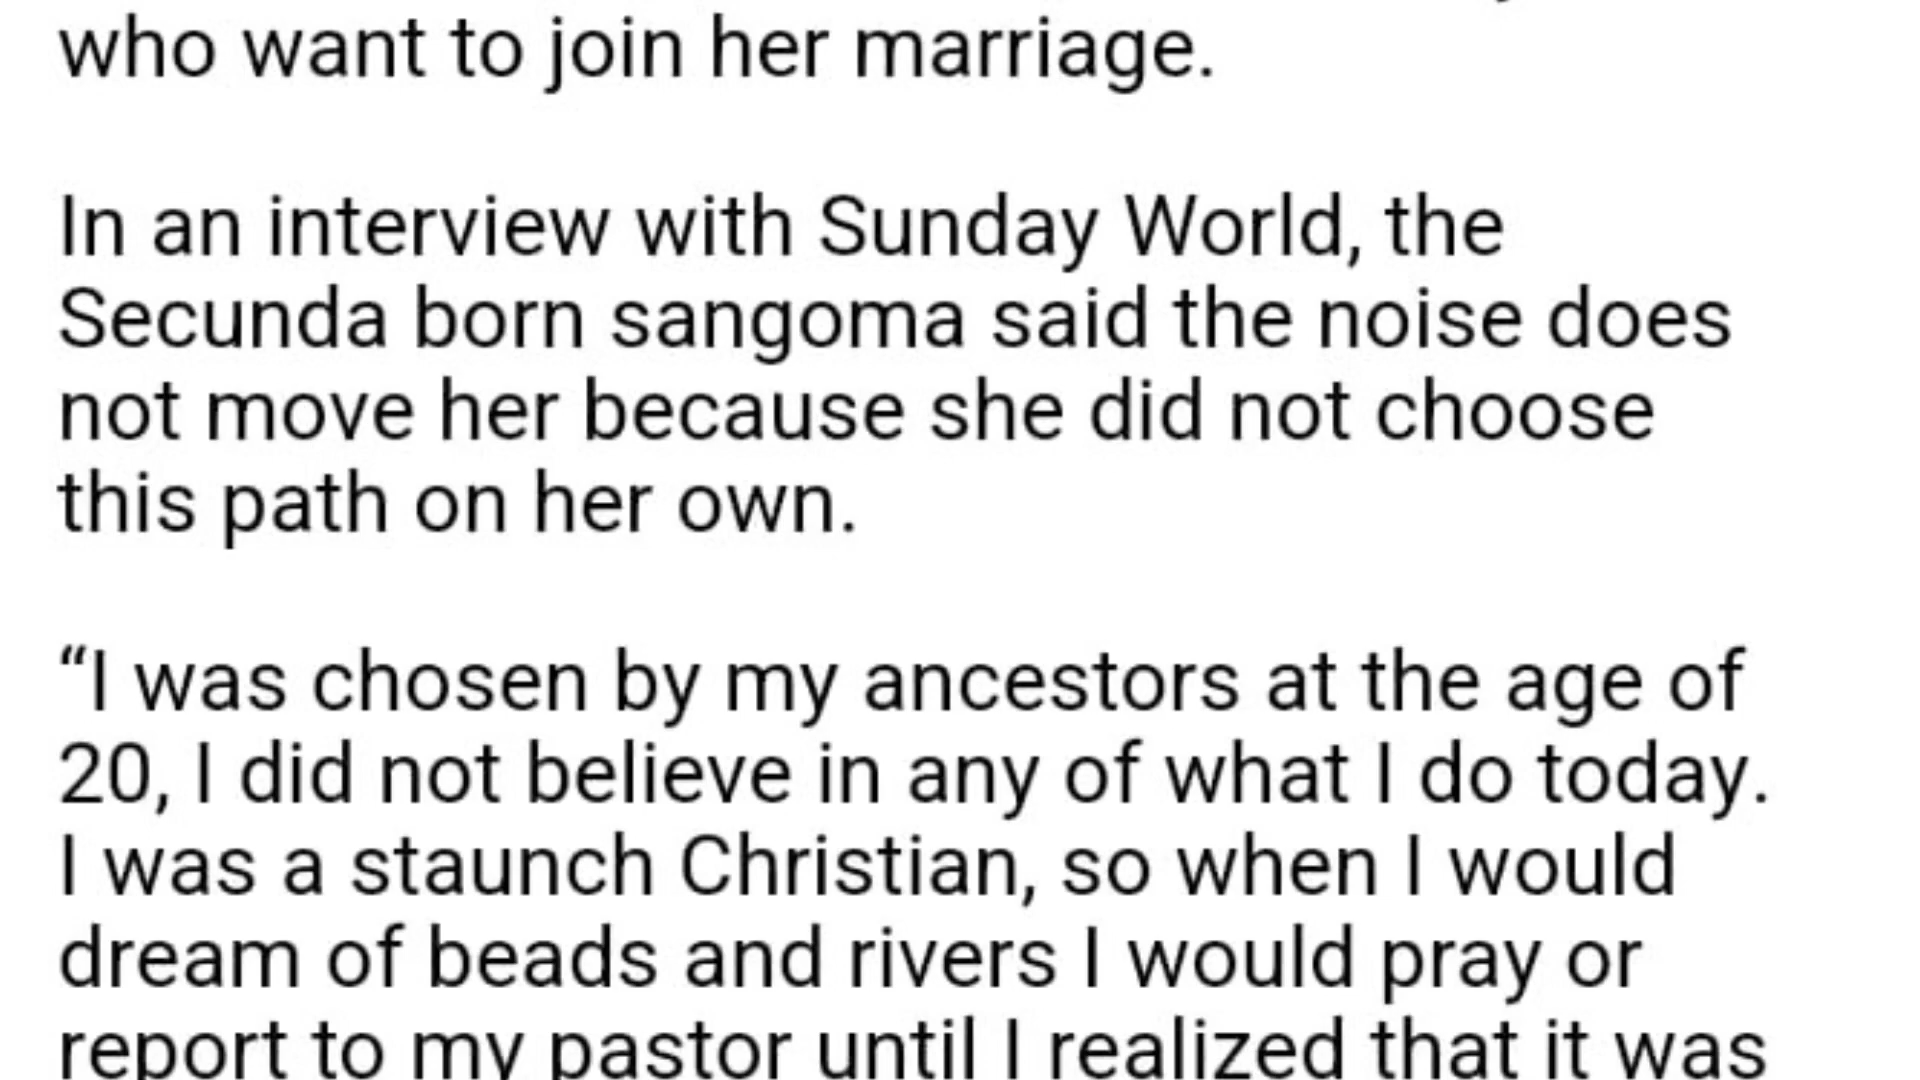 who want to join her marriage.
In an interview with Sunday World, the
Secunda born sangoma said the noise does
not move her because she did not choose
this path on her own.
“I was chosen by my ancestors at the age of
20, I did not believe in any of what I do today.
I was a staunch Christian, so when I would
dream of beads and rivers I would pray or
report to my pastor until I realized that it was